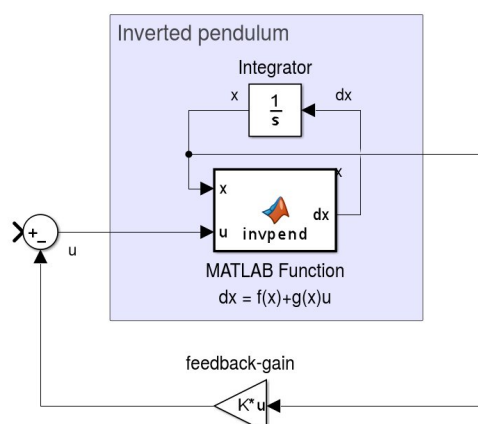 Inverted pendulum
Integrator
x
1
s
dx
x
x
dx
u
invpend
+
−
u
MATLAB Function
dx = f(x)+g(x)u
feedback-gain
K*u